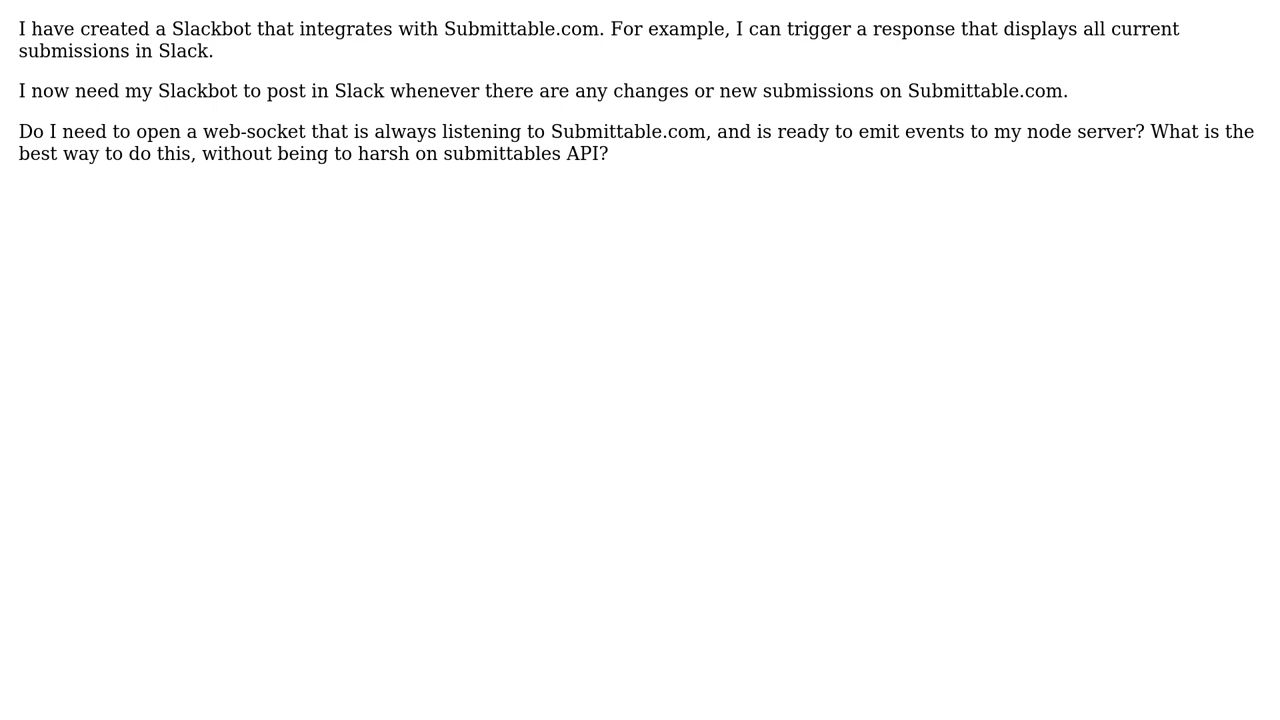 I have created a Slackbot that integrates with Submittable.com. For example, I can trigger a response that displays all current
submissions in Slack.
I now need my Slackbot to post in Slack whenever there are any changes or new submissions on Submittable.com.
Do I need to open a web-socket that is always listening to Submittable.com, and is ready to emit events to my node server? What is the
best way to do this, without being to harsh on submittables API?